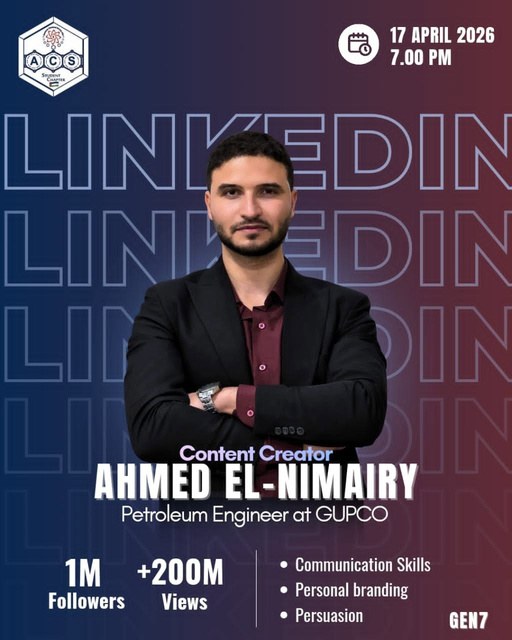 ACS
STUDENT
CHAPTER
17 APRIL 2026
7.00 PM
LINKEDIN
LINKEDIN
LINKEDIN
LINKEDIN
LINKEDIN
Content Creator
AHMED EL-NIMAIRY
Petroleum Engineer at GUPCO
1M
Followers
+200M
Views
• Communication Skills
• Personal branding
• Persuasion
GEN7